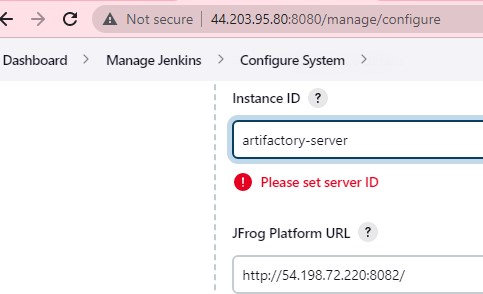 Not secure | 44.203.95.80:8080/manage/configure
Dashboard > Manage Jenkins > Configure System >
Instance ID ?
artifactory-server
! Please set server ID
JFrog Platform URL ?
http://54.198.72.220:8082/